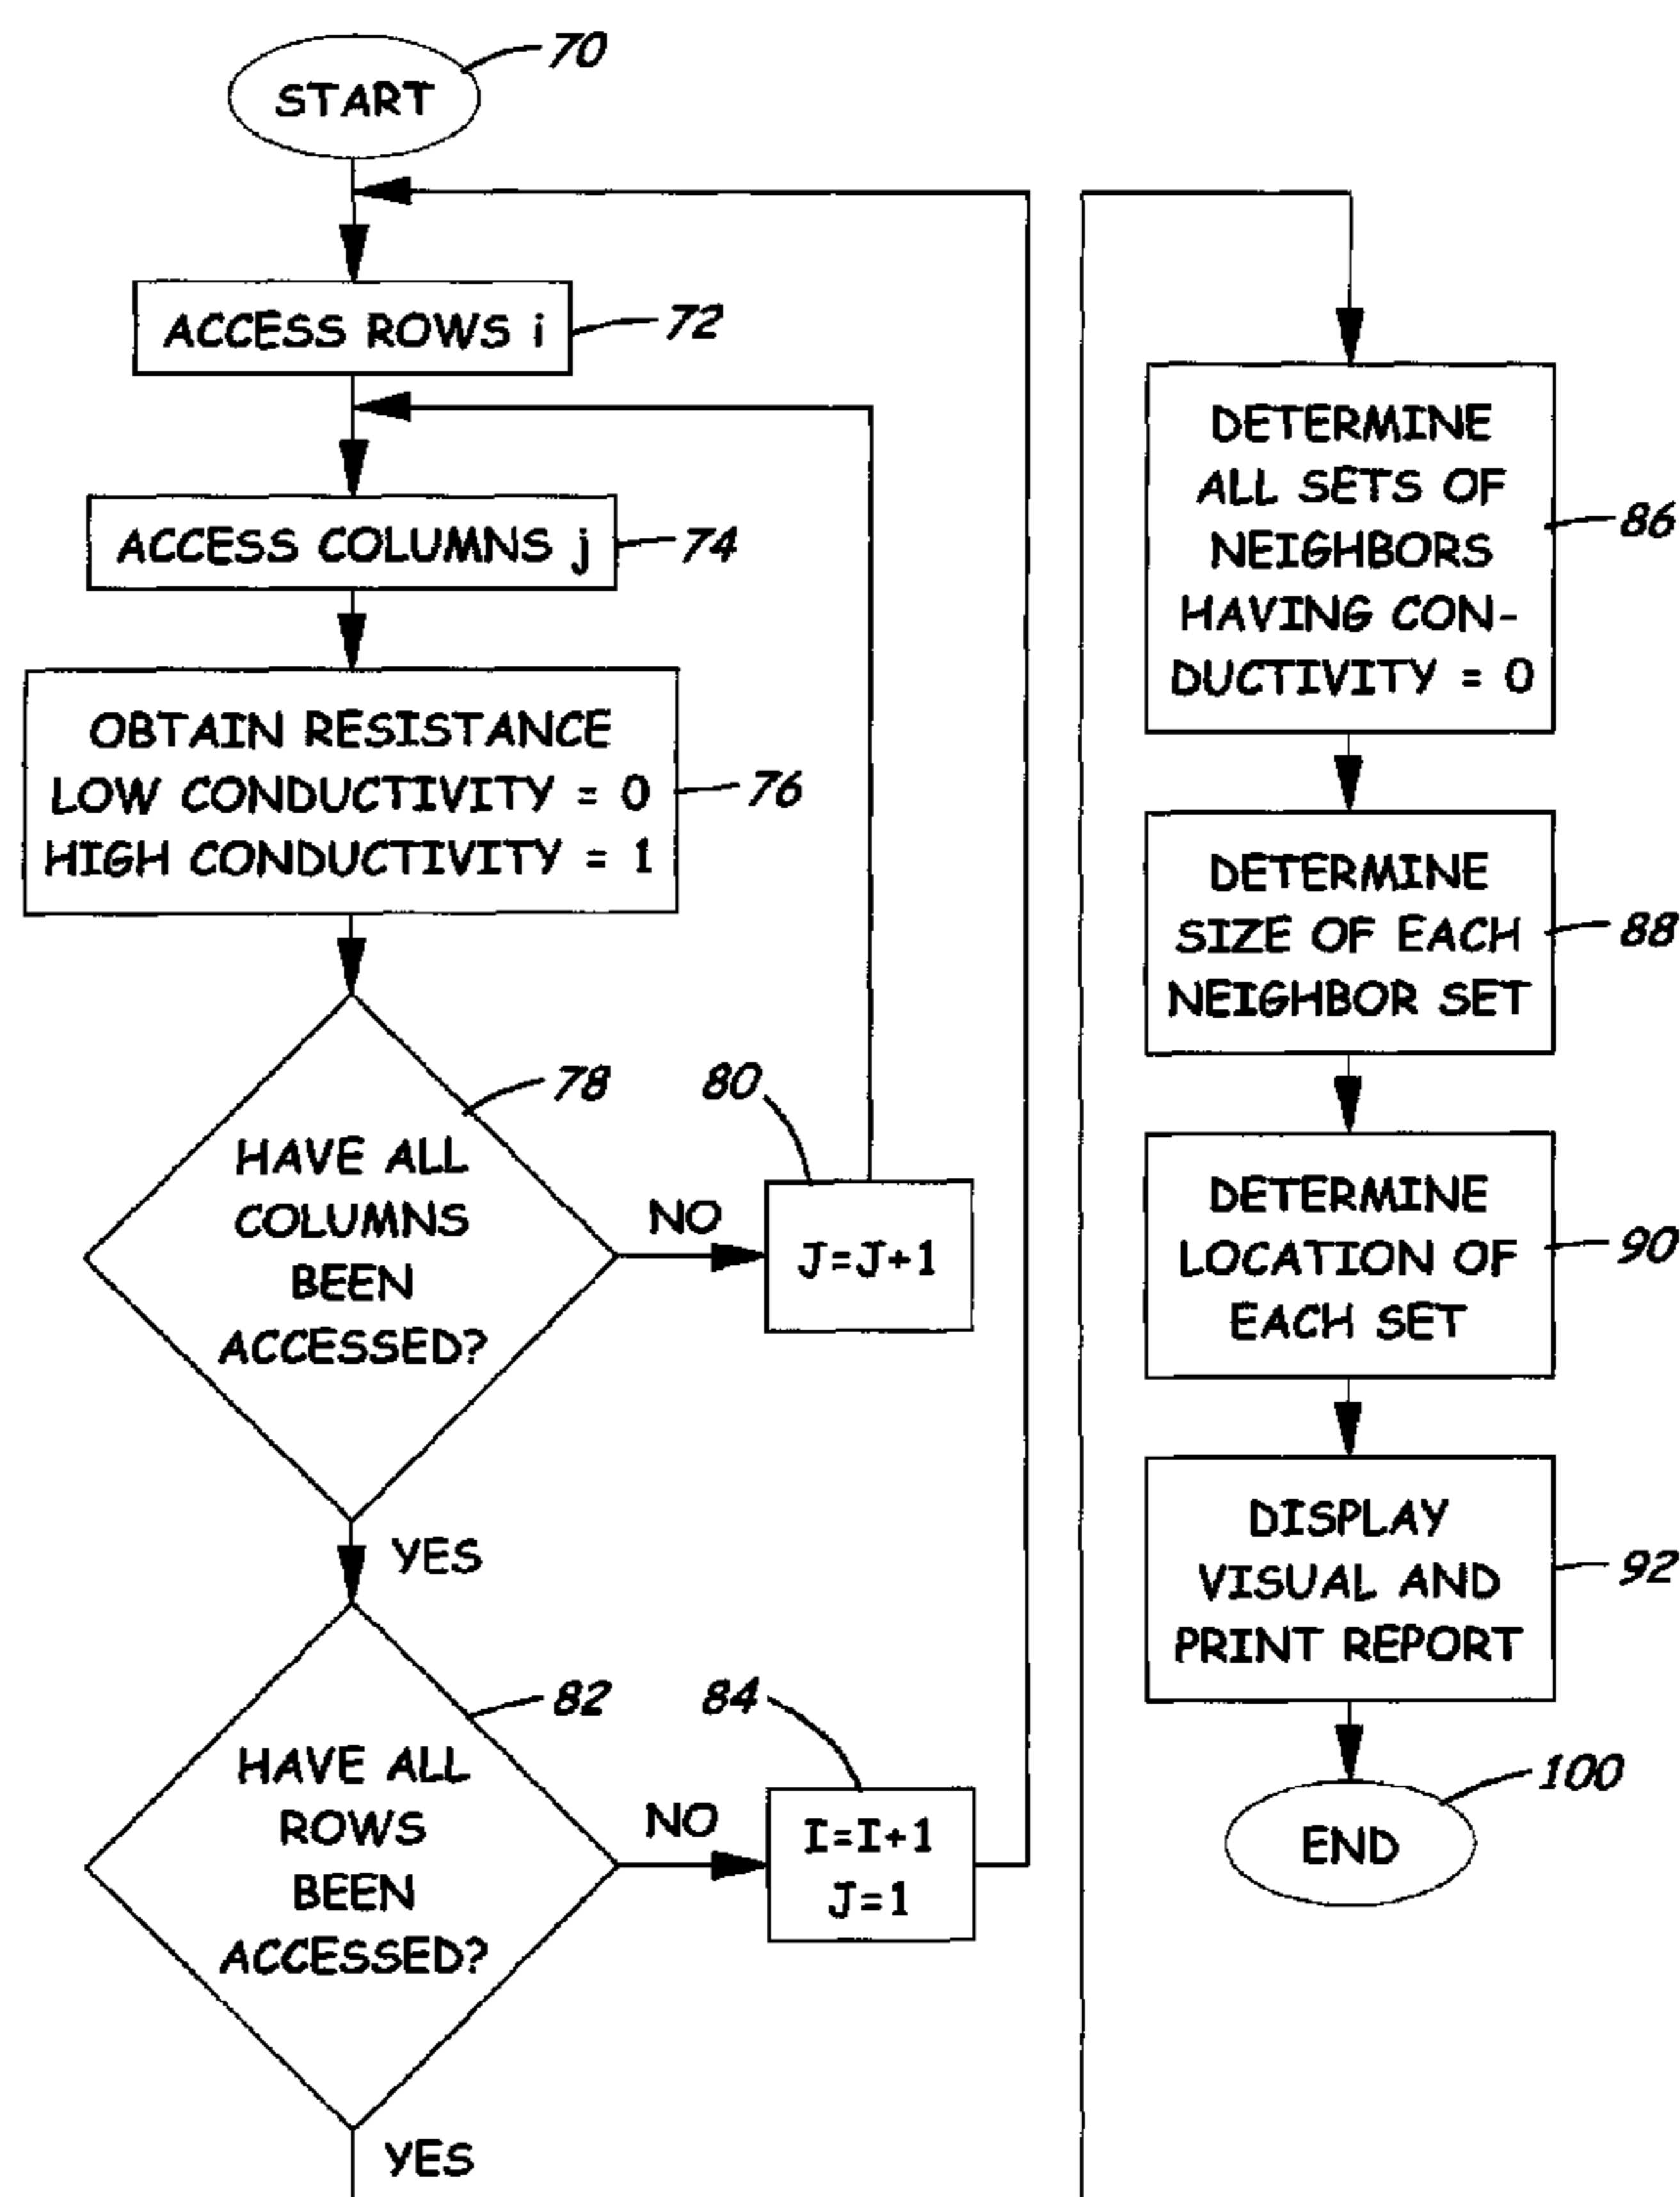 START
70
ACCESS ROWS i
72
ACCESS COLUMNS j
74
OBTAIN RESISTANCE
LOW CONDUCTIVITY = 0
HIGH CONDUCTIVITY = 1
76
HAVE ALL
COLUMNS
BEEN
ACCESSED?
78
NO
80
J=J+1
YES
HAVE ALL
ROWS
BEEN
ACCESSED?
82
NO
84
I=I+1
J=1
YES
DETERMINE
ALL SETS OF
NEIGHBORS
HAVING CON-
DUCTIVITY = 0
86
DETERMINE
SIZE OF EACH
NEIGHBOR SET
88
DETERMINE
LOCATION OF
EACH SET
90
DISPLAY
VISUAL AND
PRINT REPORT
92
END
100